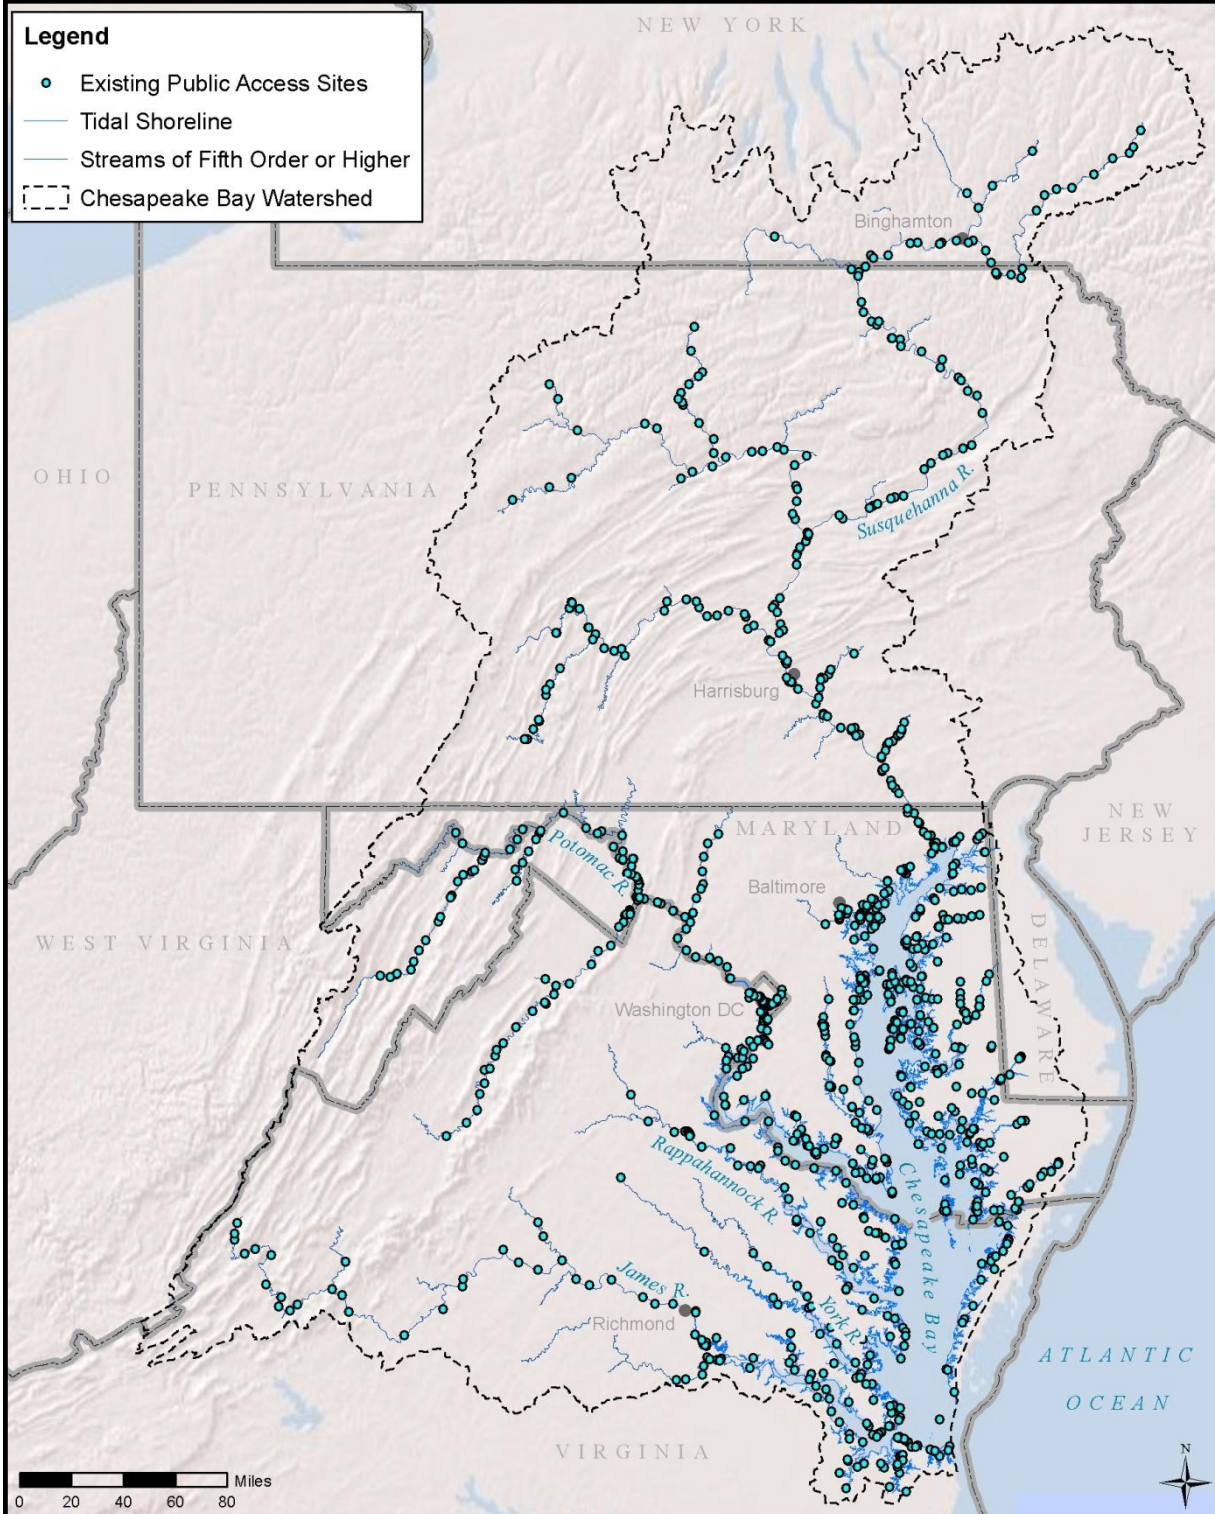 Legend
Existing Public Access Sites
Tidal Shoreline
Streams of Fifth Order or Higher
Chesapeake Bay Watershed
NEW YORK
Binghamton
OHIO
PENNSYLVANIA
Susquehanna R.
Harrisburg
NEW
JERSEY
MARYLAND
Potomac R.
Baltimore
WEST VIRGINIA
DELAWARE
Washington DC
Rappahannock R.
Chesapeake Bay
James R.
York R.
Richmond
ATLANTIC
OCEAN
VIRGINIA
N
Miles
0 20 40 60 80